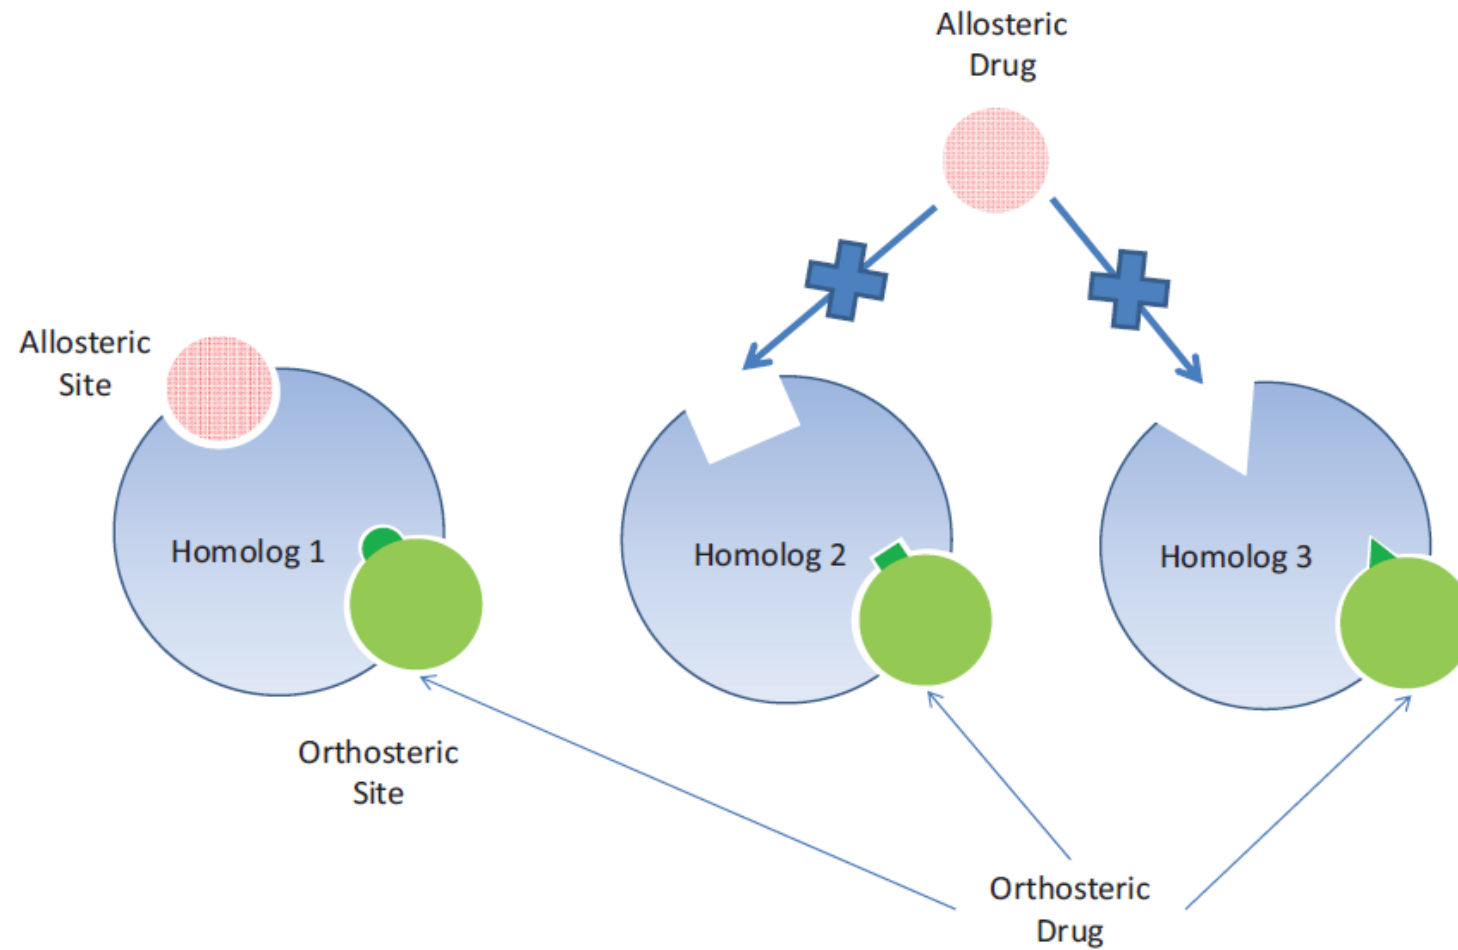 Allosteric
Drug
Allosteric
Site
Homolog 1
Homolog 2
Homolog 3
Orthosteric
Site
Orthosteric
Drug